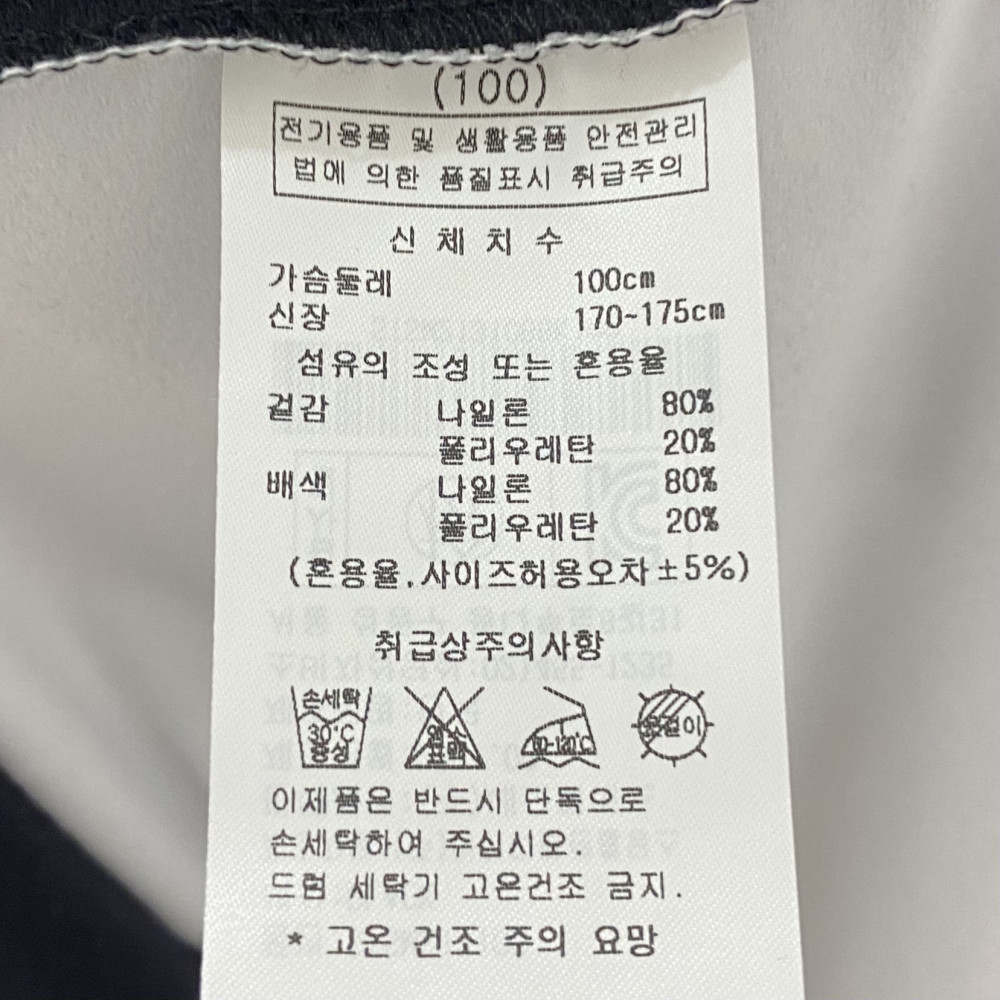 (100)
전기용품 및 생활용품 안전관리
법에 의한 품질표시 취급주의
신 체 치 수
가슴둘레 100cm
신장 170~175cm
섬유의 조성 또는 혼용율
겉감 나일론 80%
폴리우레탄 20%
배색 나일론 80%
폴리우레탄 20%
(혼용율.사이즈허용오차±5%)
취급상주의사항
손세탁
30°C
중성
염소
표백
옷걸이
이제품은 반드시 단독으로
손세탁하여 주십시오.
드럼 세탁기 고온건조 금지.
* 고온 건조 주의 요망